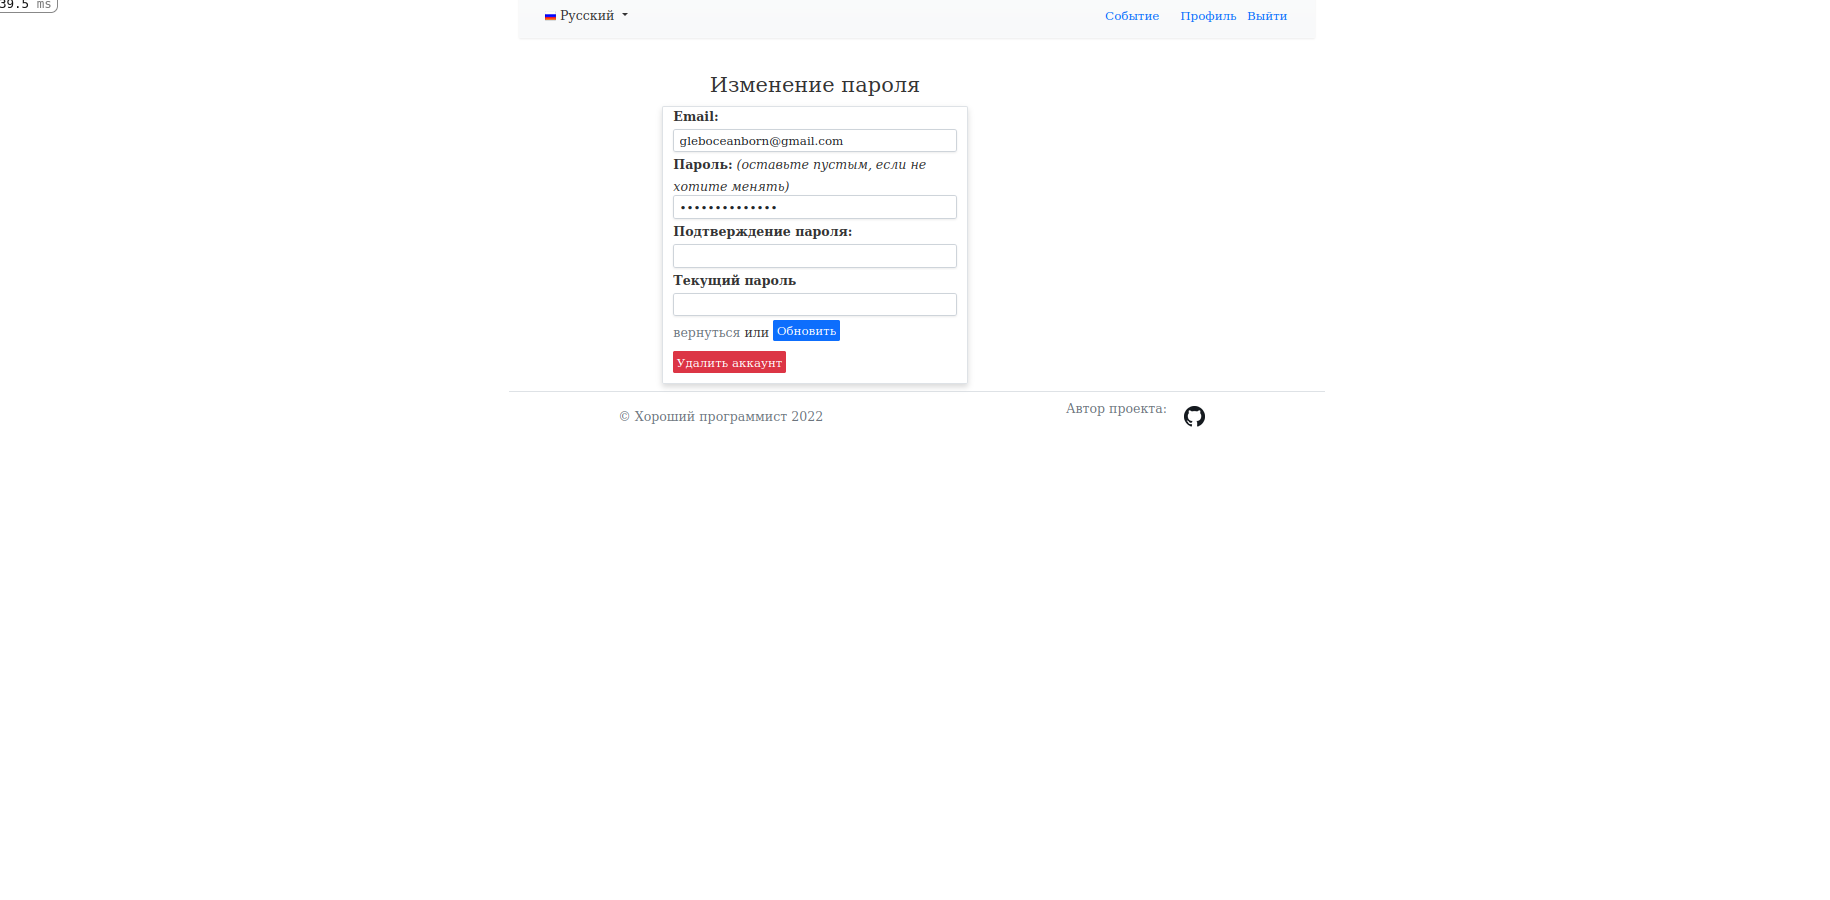 39.5 ms
Русский
Событие Профиль Выйти
Изменение пароля
Email:
gleboceanborn@gmail.com
Пароль: (оставьте пустым, если не
хотите менять)
••••••••••••••
Подтверждение пароля:
Текущий пароль
вернуться или Обновить
Удалить аккаунт
© Хороший программист 2022
Автор проекта: